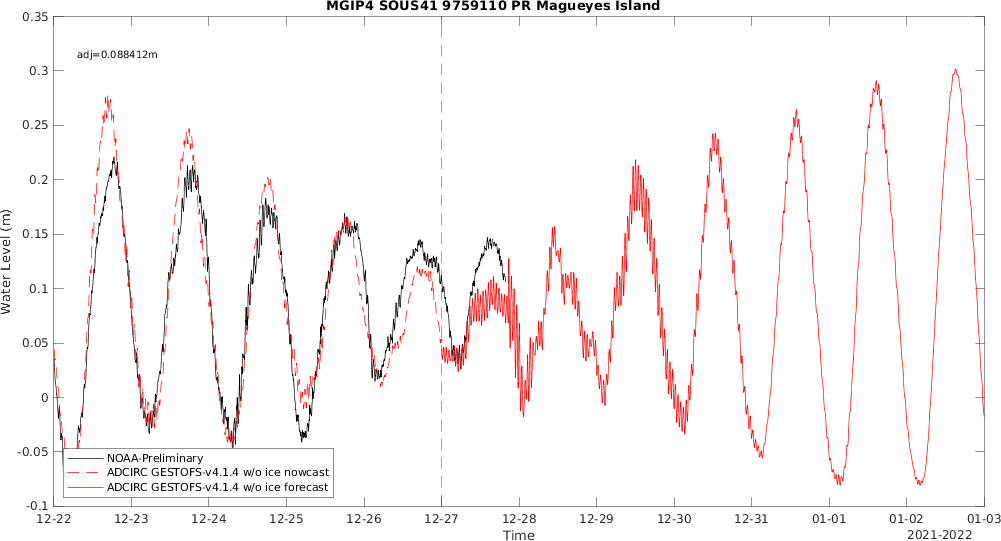 MGIP4 SOUS41 9759110 PR Magueyes Island
adj=0.088412m
0.35
0.3
0.25
0.2
0.15
0.1
0.05
0
-0.05
-0.1
Water Level (m)
NOAA-Preliminary
ADCIRC GESTOFS-v4.1.4 w/o ice nowcast
ADCIRC GESTOFS-v4.1.4 w/o ice forecast
12-22 12-23 12-24 12-25 12-26 12-27 12-28 12-29 12-30 12-31 01-01 01-02 01-03
Time
2021-2022